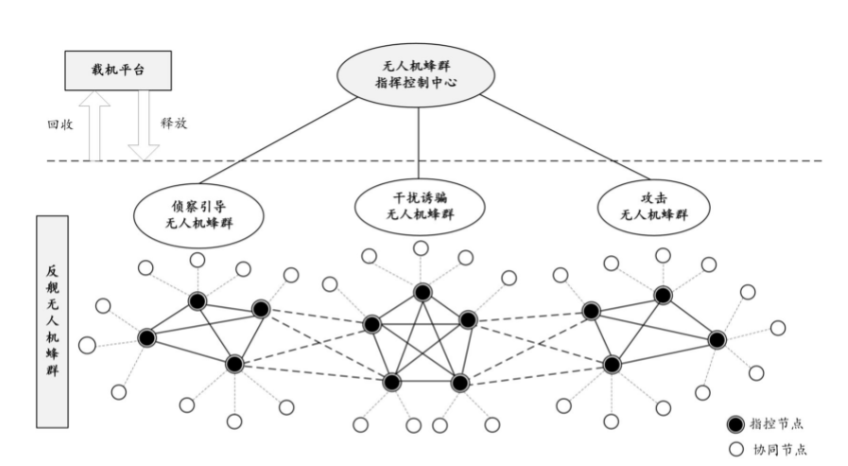 载机平台
无人机蜂群
指挥控制中心
回收
释放
侦察引导
无人机蜂群
干扰诱骗
无人机蜂群
攻击
无人机蜂群
反舰无人机蜂群
指控节点
协同节点